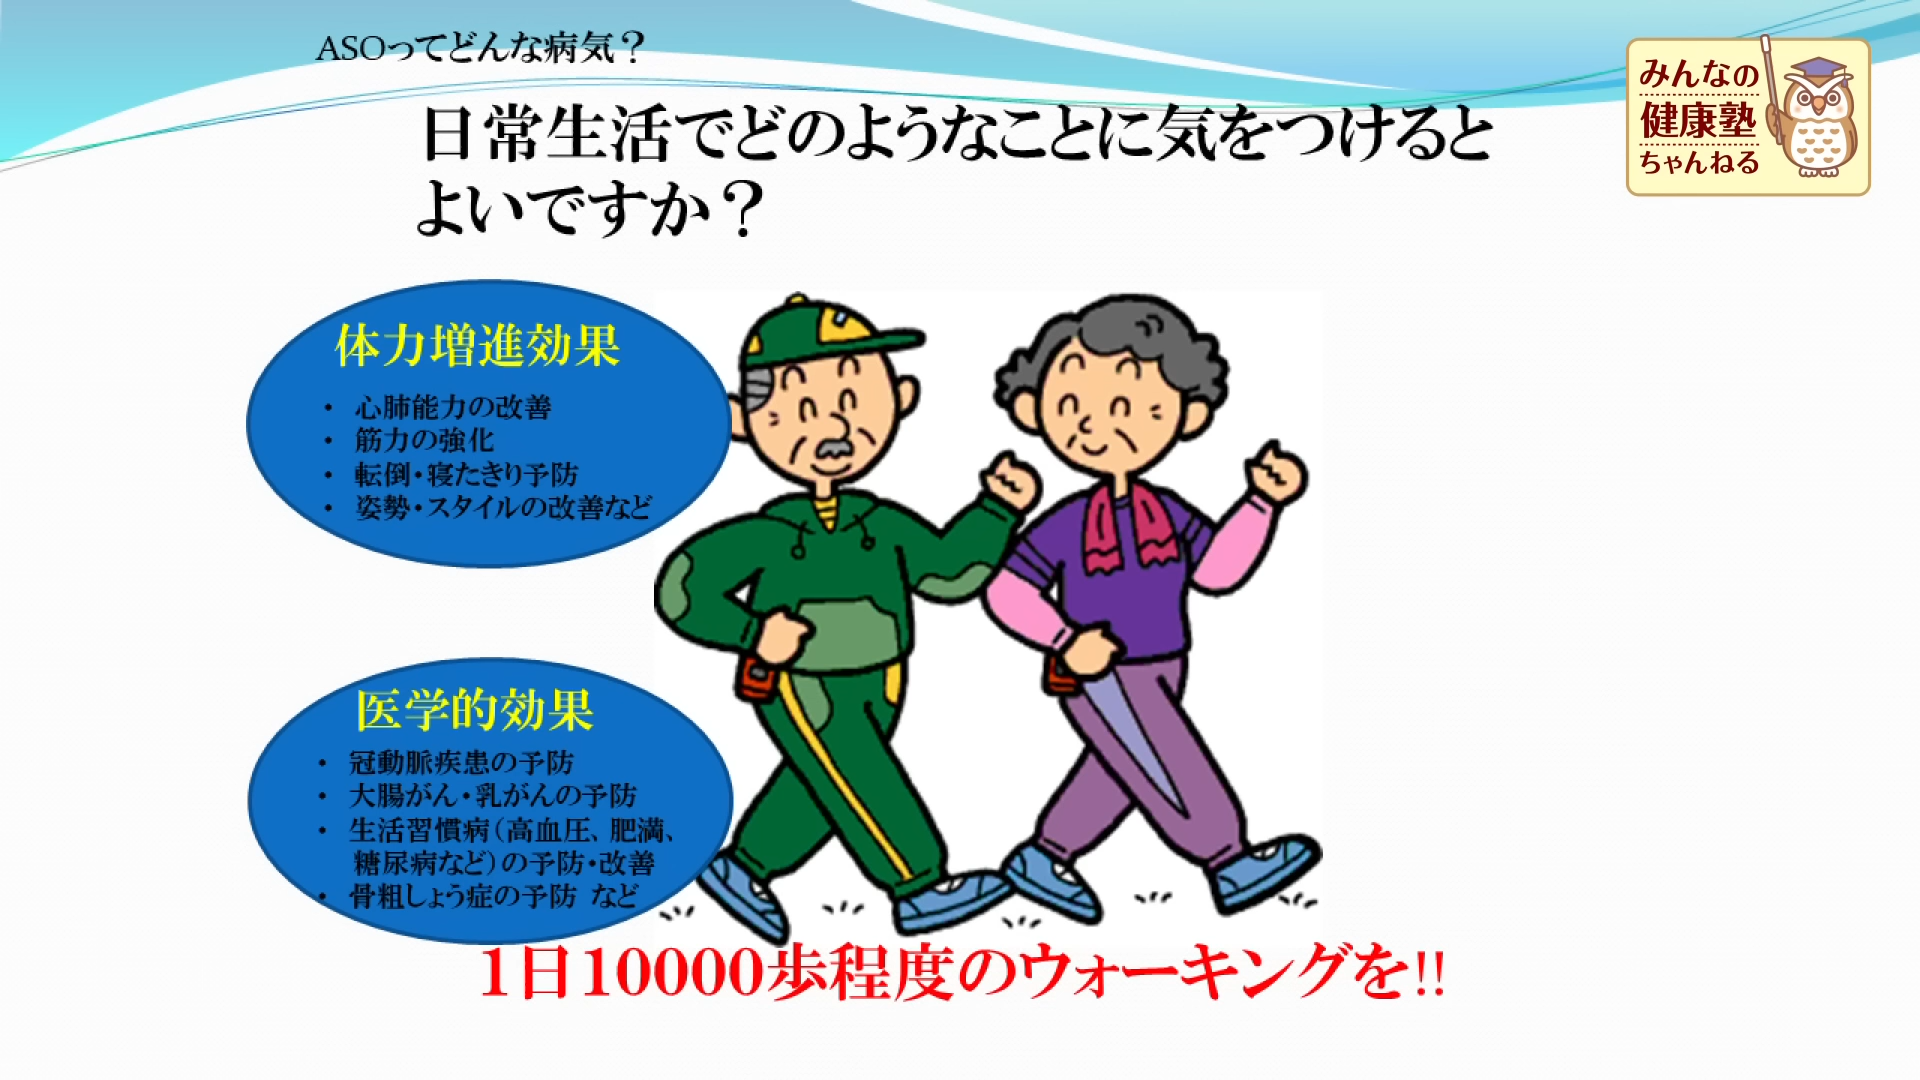 ASOってどんな病気？
みんなの
健康塾
ちゃんねる
日常生活でどのようなことに気をつけると
よいですか？
体力増進効果
・ 心肺能力の改善
・ 筋力の強化
・ 転倒・寝たきり予防
・ 姿勢・スタイルの改善など
医学的効果
・ 冠動脈疾患の予防
・ 大腸がん・乳がんの予防
・ 生活習慣病（高血圧、肥満、
糖尿病など）の予防・改善
・ 骨粗しょう症の予防 など
1日10000歩程度のウォーキングを!!